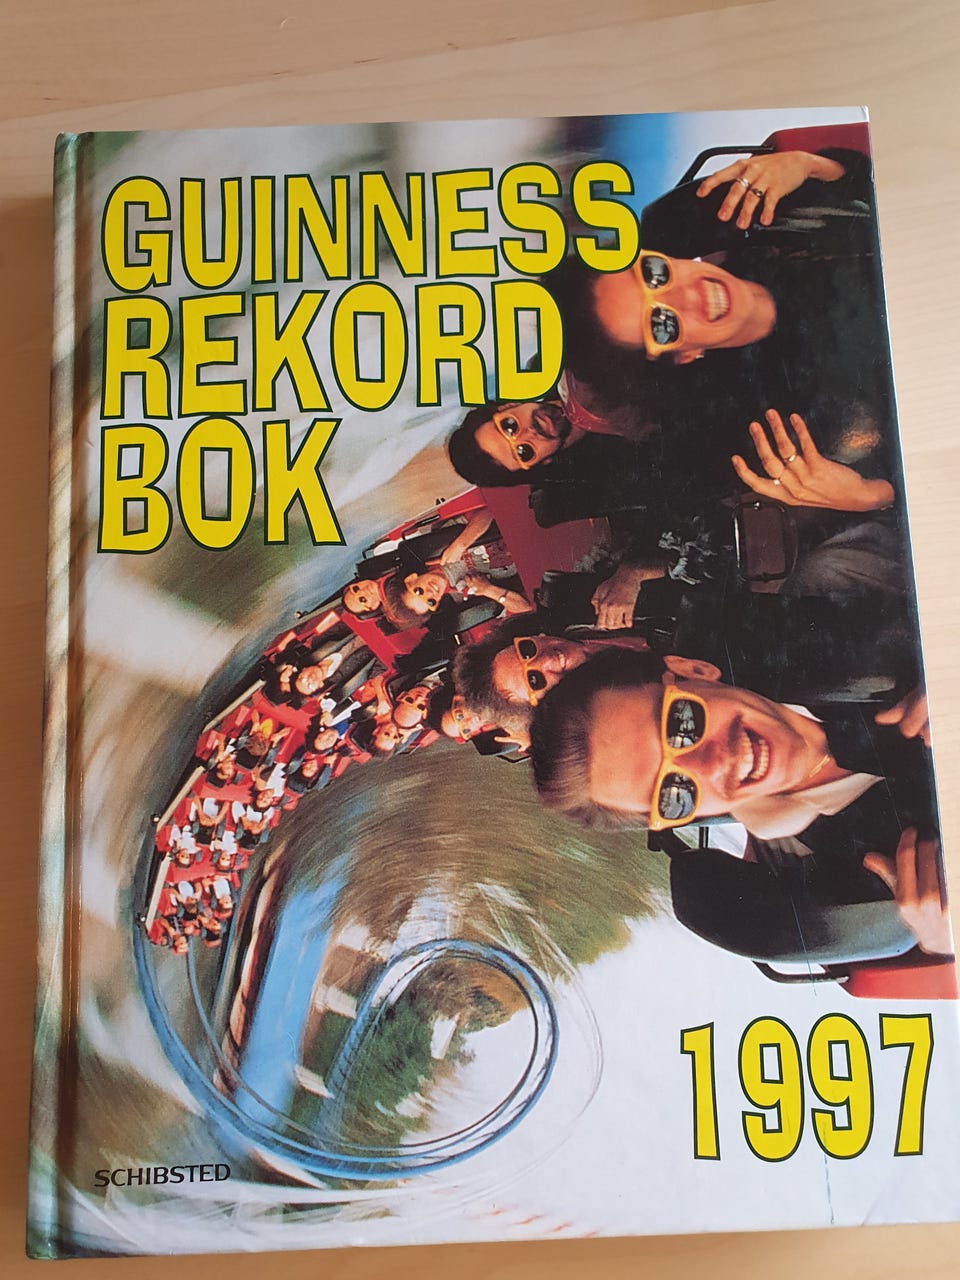 GUINNESS
REKORD
BOK
1997
SCHIBSTED